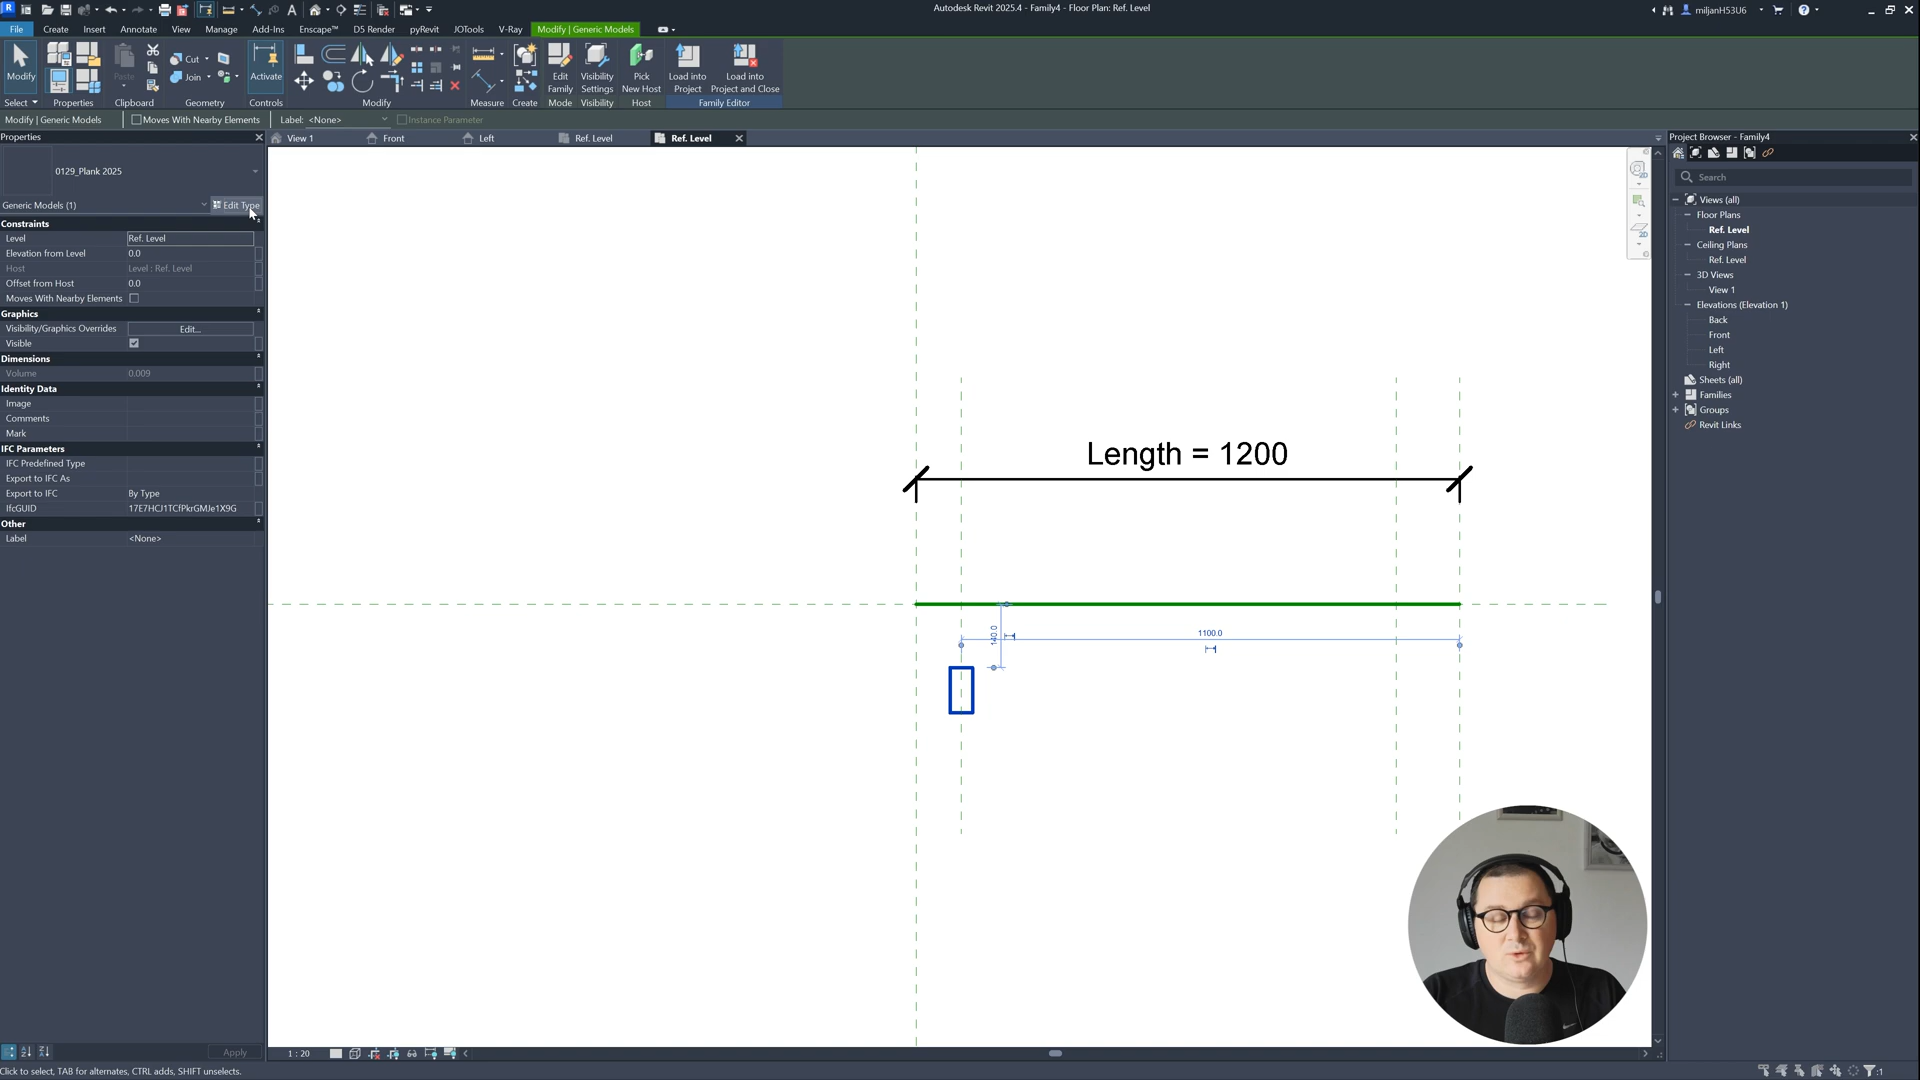 Autodesk Revit 2025.4 - Family4 - Floor Plan: Ref. Level
miljanH53U6
File Create Insert Annotate View Manage Add-Ins Enscape™ D5 Render pyRevit JOTools V-Ray Modify | Generic Models
Modify Paste Cut Join Activate Edit Family Visibility Settings Pick New Host Load into Project Load into Project and Close
Select Properties Clipboard Geometry Controls Modify Measure Create Mode Visibility Host Family Editor
Modify | Generic Models Moves With Nearby Elements Label: <None> Instance Parameter
Properties
View 1 Front Left Ref. Level Ref. Level
0129_Plank 2025
Generic Models (1) Edit Type
Constraints
Level Ref. Level
Elevation from Level 0.0
Host Level : Ref. Level
Offset from Host 0.0
Moves With Nearby Elements
Graphics
Visibility/Graphics Overrides Edit...
Visible
Dimensions
Volume 0.009
Identity Data
Image
Comments
Mark
IFC Parameters
IFC Predefined Type
Export to IFC As
Export to IFC By Type
IfcGUID 17E7HCJ1TCfPkrGMJe1X9G
Other
Label <None>
Apply
Length = 1200
140.0
1100.0
Project Browser - Family4
Search
Views (all)
Floor Plans
Ref. Level
Ceiling Plans
Ref. Level
3D Views
View 1
Elevations (Elevation 1)
Back
Front
Left
Right
Sheets (all)
Families
Groups
Revit Links
1 : 20
Click to select, TAB for alternates, CTRL adds, SHIFT unselects.
:1